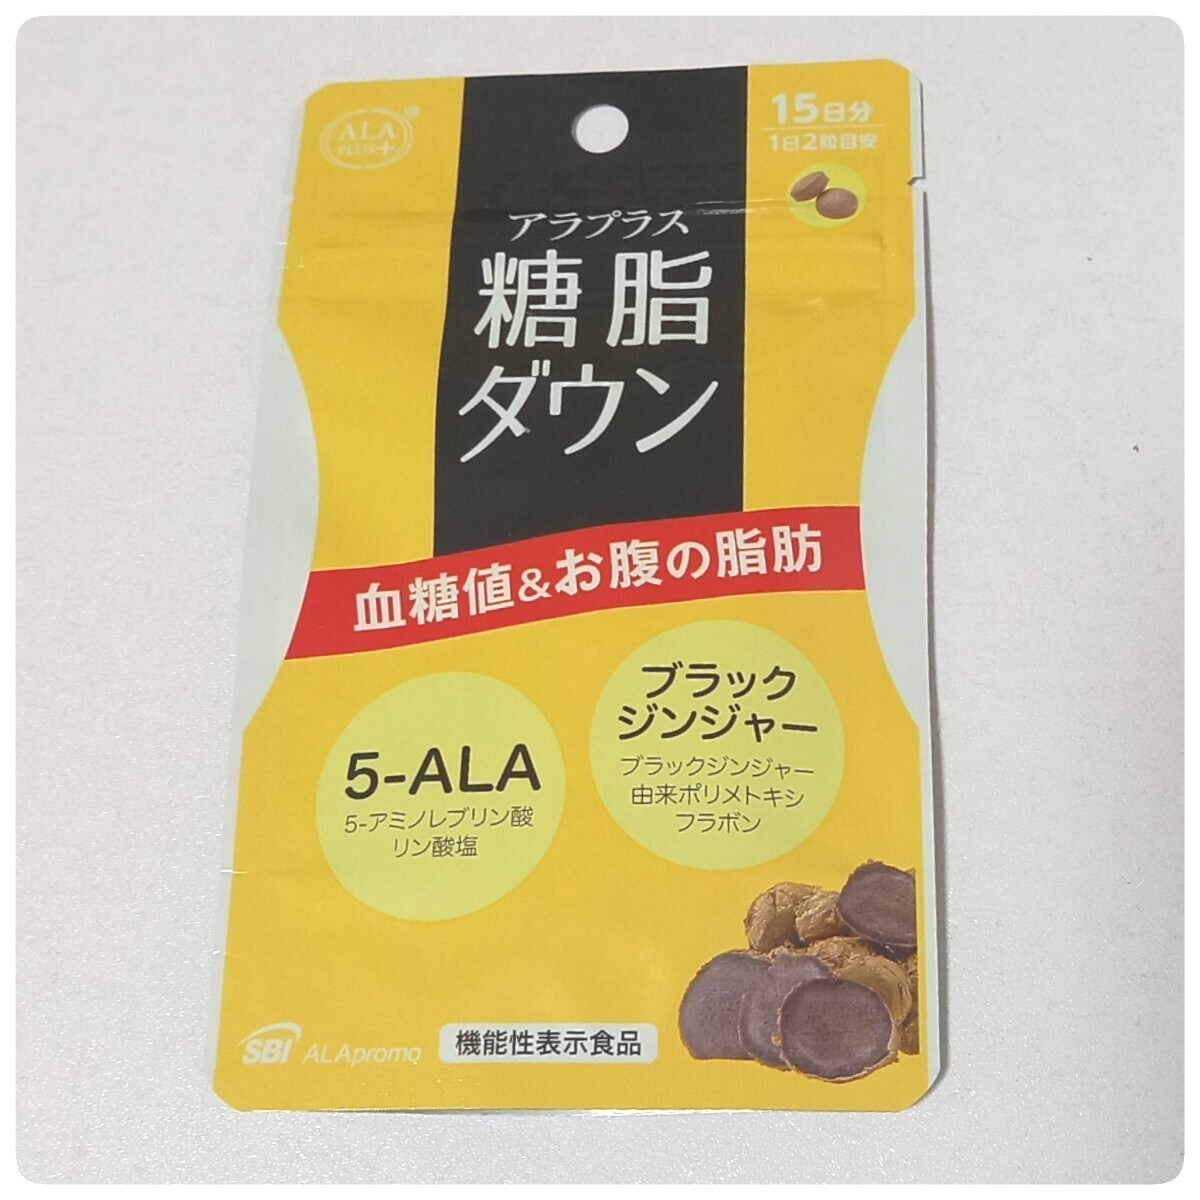 ALA
PLUS+
®
15日分
1日2粒目安
アラプラス
糖脂
ダウン
血糖値&お腹の脂肪
5-ALA
5-アミノレブリン酸
リン酸塩
ブラック
ジンジャー
ブラックジンジャー
由来ポリメトキシ
フラボン
SBI ALApromo
機能性表示食品